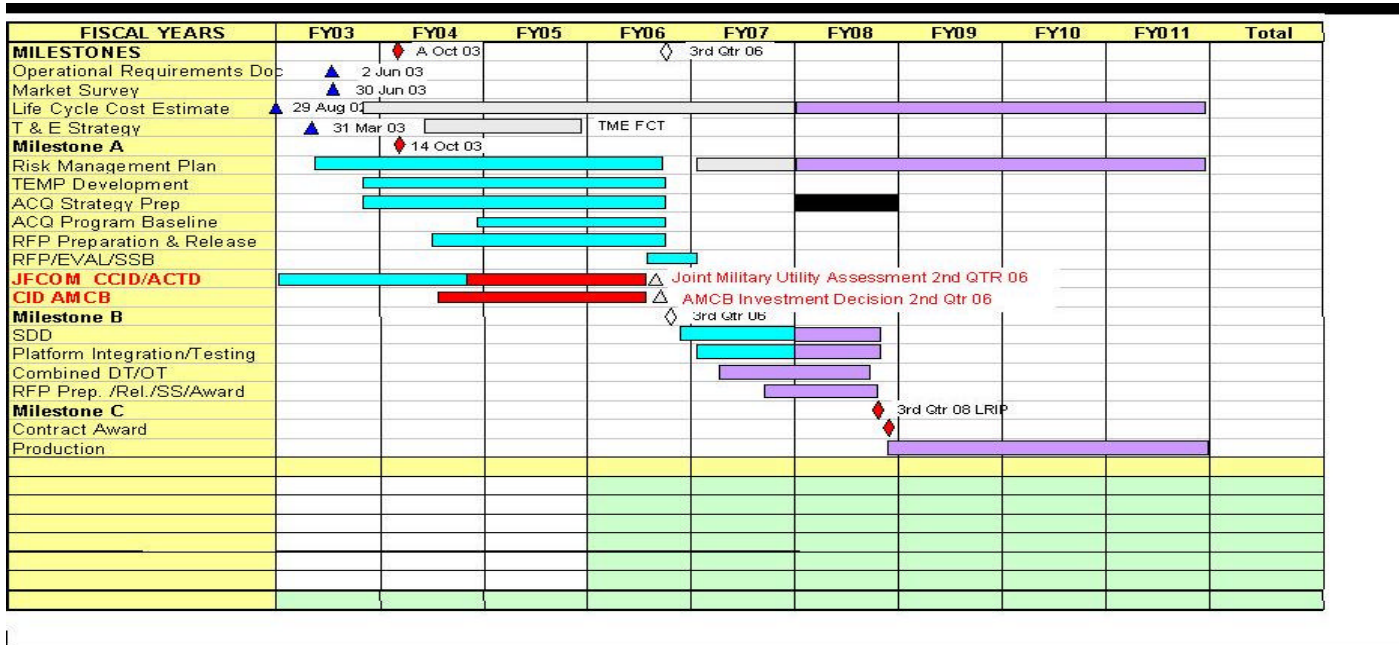 FISCAL YEARS FY03 FY04 FY05 FY06 FY07 FY08 FY09 FY10 FY011 Total
MILESTONES A Oct 03 3rd Qtr 06
Operational Requirements Doc 2 Jun 03
Market Survey 30 Jun 03
Life Cycle Cost Estimate 29 Aug 02
T & E Strategy 31 Mar 03 TME FCT
Milestone A 14 Oct 03
Risk Management Plan
TEMP Development
ACQ Strategy Prep
ACQ Program Baseline
RFP Preparation & Release
RFP/EVAL/SSB
JFCOM CCID/ACTD Joint Military Utility Assessment 2nd QTR 06
CID AMCB AMCB Investment Decision 2nd Qtr 06
Milestone B 3rd Qtr 06
SDD
Platform Integration/Testing
Combined DT/OT
RFP Prep. /Rel./SS/Award
Milestone C 3rd Qtr 08 LRIP
Contract Award
Production